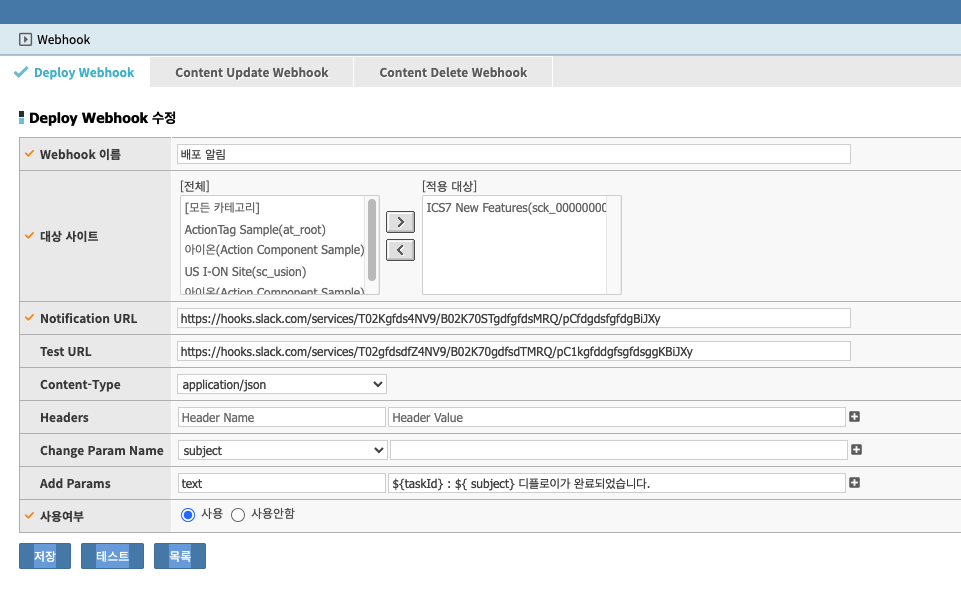 Webhook
Deploy Webhook
Content Update Webhook
Content Delete Webhook
Deploy Webhook 수정
Webhook 이름
배포 알림
대상 사이트
[전체]
[모든 카테고리]
ActionTag Sample(at_root)
아이온(Action Component Sample)
US I-ON Site(sc_usion)
아이온(Action Component Sample)
[적용 대상]
ICS7 New Features(sck_00000000
Notification URL
https://hooks.slack.com/services/T02Kgfds4NV9/B02K70STgdfgfdsMRQ/pCfdgdsfgfdgBiJXy
Test URL
https://hooks.slack.com/services/T02gfdsdfZ4NV9/B02K70gdfsdTMRQ/pC1kgfddgfsgfdsggKBiJXy
Content-Type
application/json
Headers
Header Name
Header Value
Change Param Name
subject
Add Params
text
${taskId} : ${ subject} 디플로이가 완료되었습니다.
사용여부
사용
사용안함
저장
테스트
목록